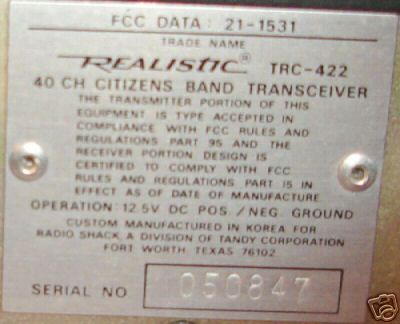 FCC DATA: 21-1531
TRADE NAME
REALISTIC® TRC-422
40 CH CITIZENS BAND TRANSCEIVER
THE TRANSMITTER PORTION OF THIS
EQUIPMENT IS TYPE ACCEPTED IN
COMPLIANCE WITH FCC RULES AND
REGULATIONS PART 95 AND THE
RECEIVER PORTION DESIGN IS
CERTIFIED TO COMPLY WITH FCC
RULES AND REGULATIONS PART 15 IN
EFFECT AS OF DATE OF MANUFACTURE.
OPERATION: 12.5V DC POS./NEG. GROUND
CUSTOM MANUFACTURED IN KOREA FOR
RADIO SHACK, A DIVISION OF TANDY CORPORATION
FORT WORTH, TEXAS 76102
SERIAL NO 050847